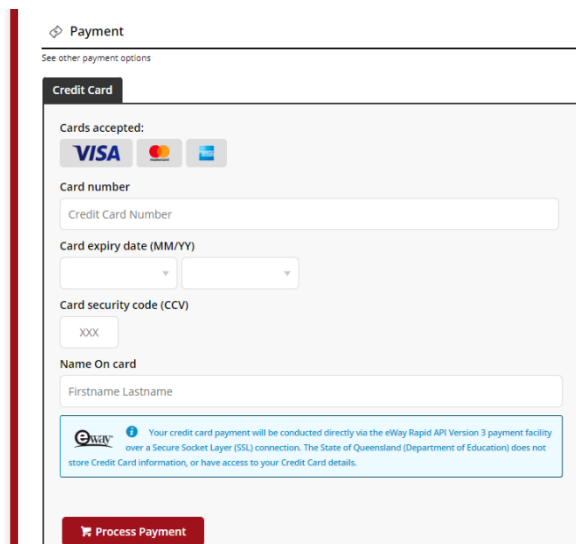 Payment
See other payment options
Credit Card
Cards accepted:
VISA mastercard
Card number
Credit Card Number
Card expiry date (MM/YY)
Card security code (CCV)
XXX
Name On card
Firstname Lastname
eway Your credit card payment will be conducted directly via the eWay Rapid API Version 3 payment facility
over a Secure Socket Layer (SSL) connection. The State of Queensland (Department of Education) does not
store Credit Card information, or have access to your Credit Card details.
Process Payment